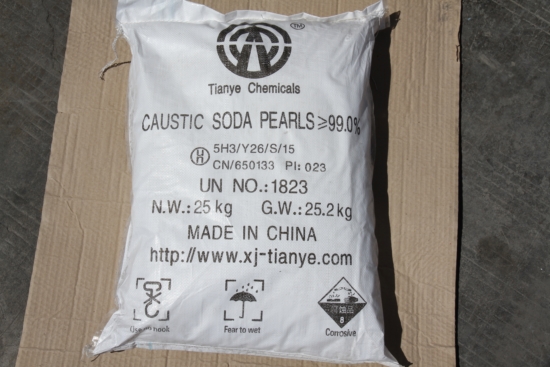 TM
Tianye Chemicals
CAUSTIC SODA PEARLS≥99.0%
5H3/Y26/S/15
CN/650133 PI: 023
UN NO.:1823
N.W.: 25 kg G.W.: 25.2 kg
MADE IN CHINA
http://www.xj-tianye.com
hook
Fear to wet
8
Corrosive